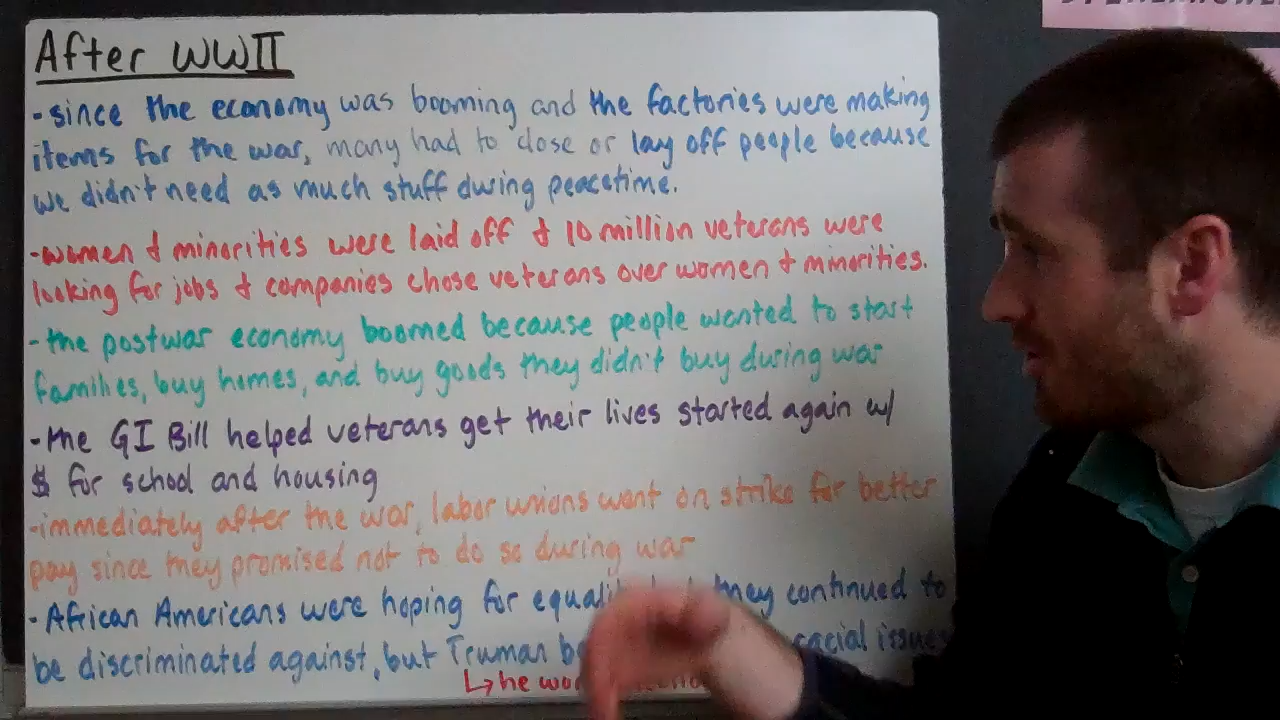 After WWII
-since the economy was booming and the factories were making
items for the war, many had to close or lay off people because
we didn't need as much stuff during peacetime.
-women & minorities were laid off & 10 million veterans were
looking for jobs & companies chose veterans over women & minorities.
-the postwar economy boomed because people wanted to start
families, buy homes, and buy goods they didn't buy during war
-the GI Bill helped veterans get their lives started again w/
$ for school and housing
-immediately after the war, labor unions went on strike for better
pay since they promised not to do so during war
-African Americans were hoping for they continued to
be discriminated against, but Truman racial issues
↳he